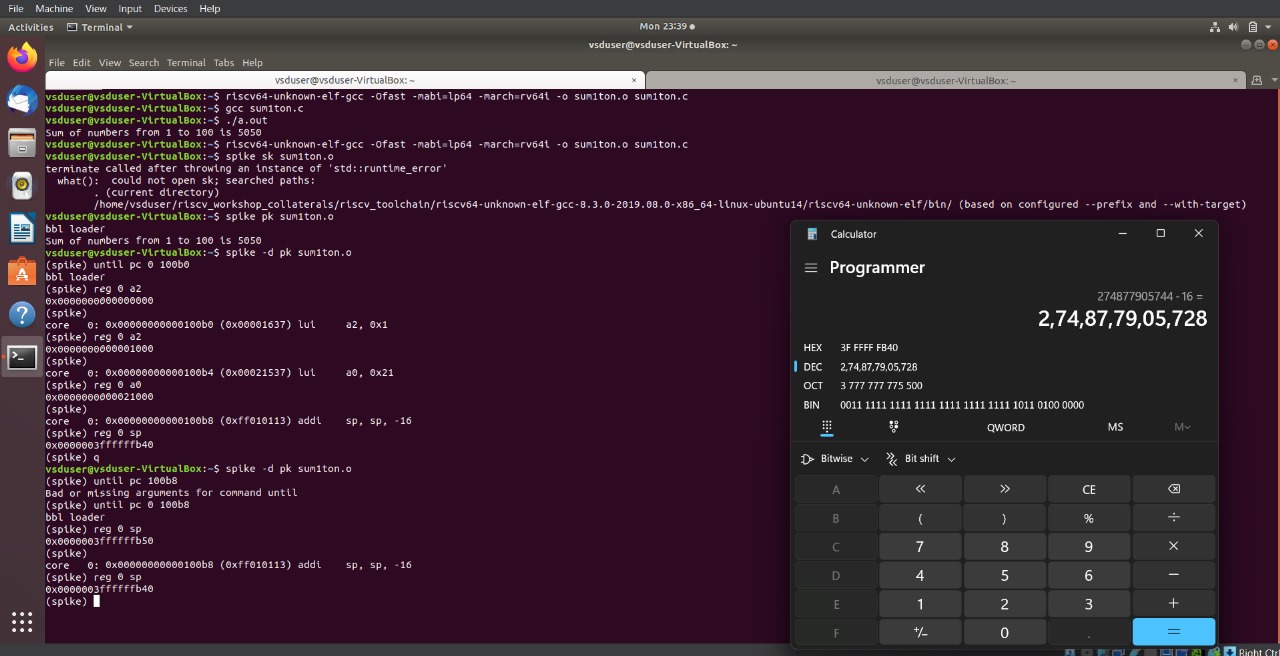 File Machine View Input Devices Help
Activities Terminal Mon 23:39
vsduser@vsduser-VirtualBox: ~
File Edit View Search Terminal Tabs Help
vsduser@vsduser-VirtualBox: ~ × vsduser@vsduser-VirtualBox: ~ ×
vsduser@vsduser-VirtualBox:~$ riscv64-unknown-elf-gcc -Ofast -mabi=lp64 -march=rv64i -o sum1ton.o sum1ton.c
vsduser@vsduser-VirtualBox:~$ gcc sum1ton.c
vsduser@vsduser-VirtualBox:~$ ./a.out
Sum of numbers from 1 to 100 is 5050
vsduser@vsduser-VirtualBox:~$ riscv64-unknown-elf-gcc -Ofast -mabi=lp64 -march=rv64i -o sum1ton.o sum1ton.c
vsduser@vsduser-VirtualBox:~$ spike sk sum1ton.o
terminate called after throwing an instance of 'std::runtime_error'
what(): could not open sk; searched paths:
. (current directory)
/home/vsduser/riscv_workshop_collaterals/riscv_toolchain/riscv64-unknown-elf-gcc-8.3.0-2019.08.0-x86_64-linux-ubuntu14/riscv64-unknown-elf/bin/ (based on configured --prefix and --with-target)
vsduser@vsduser-VirtualBox:~$ spike pk sum1ton.o
bbl loader
Sum of numbers from 1 to 100 is 5050
vsduser@vsduser-VirtualBox:~$ spike -d pk sum1ton.o
(spike) until pc 0 100b0
bbl loader
(spike) reg 0 a2
0x0000000000000000
(spike)
core 0: 0x00000000000100b0 (0x00001637) lui a2, 0x1
(spike) reg 0 a2
0x0000000000001000
(spike)
core 0: 0x00000000000100b4 (0x00021537) lui a0, 0x21
(spike) reg 0 a0
0x0000000000021000
(spike)
core 0: 0x00000000000100b8 (0xff010113) addi sp, sp, -16
(spike) reg 0 sp
0x0000003ffffffb40
(spike) q
vsduser@vsduser-VirtualBox:~$ spike -d pk sum1ton.o
(spike) until pc 100b8
Bad or missing arguments for command until
(spike) until pc 0 100b8
bbl loader
(spike) reg 0 sp
0x0000003ffffffb50
(spike)
core 0: 0x00000000000100b8 (0xff010113) addi sp, sp, -16
(spike) reg 0 sp
0x0000003ffffffb40
(spike)
Calculator
Programmer
274877905744 - 16 =
2,74,87,79,05,728
HEX 3F FFFF FB40
DEC 2,74,87,79,05,728
OCT 3 777 777 775 500
BIN 0011 1111 1111 1111 1111 1111 1111 1011 0100 0000
QWORD MS M
Bitwise Bit shift
A « » CE
B ( ) % ÷
C 7 8 9 ×
D 4 5 6 −
E 1 2 3 +
F +/− 0 . =
Right Ctrl